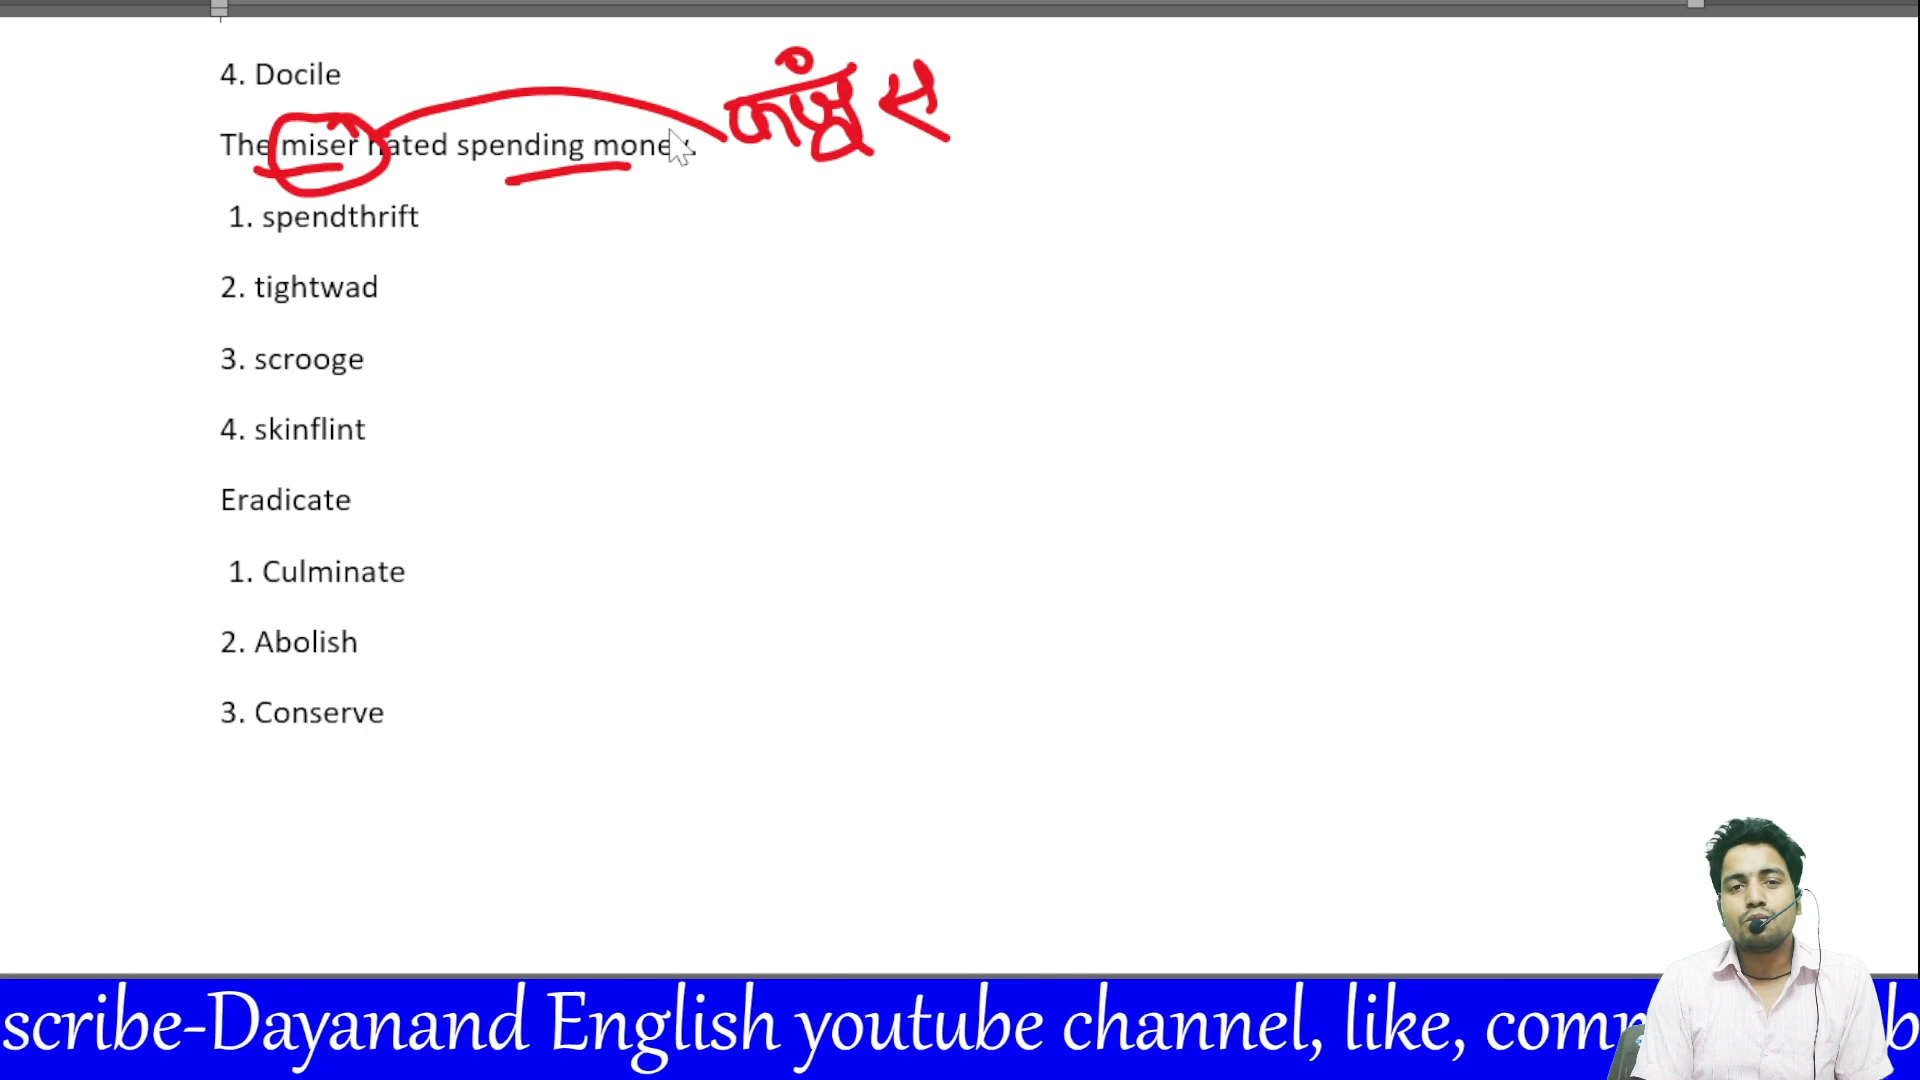 4. Docile
कंजूस
The miser hated spending money.
1. spendthrift
2. tightwad
3. scrooge
4. skinflint
Eradicate
1. Culminate
2. Abolish
3. Conserve
scribe-Dayanand English youtube channel, like, com